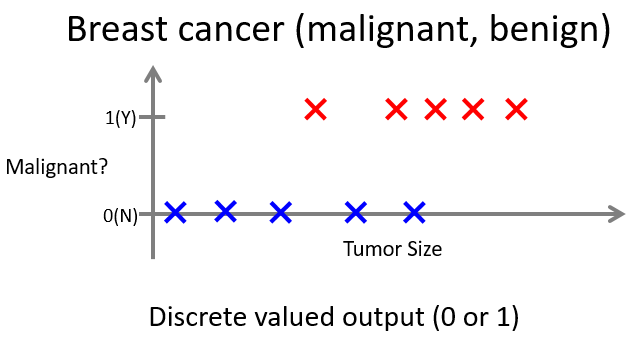 Breast cancer (malignant, benign)
1(Y)
Malignant?
0(N)
Tumor Size
Discrete valued output (0 or 1)